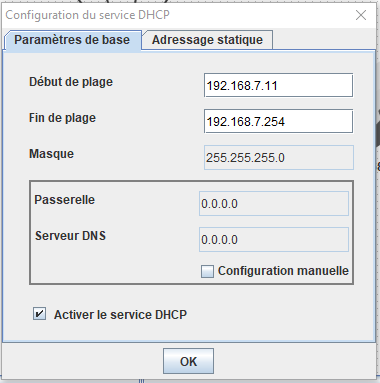 Configuration du service DHCP
Paramètres de base
Adressage statique
Début de plage 192.168.7.11
Fin de plage 192.168.7.254
Masque 255.255.255.0
Passerelle 0.0.0.0
Serveur DNS 0.0.0.0
Configuration manuelle
Activer le service DHCP
OK